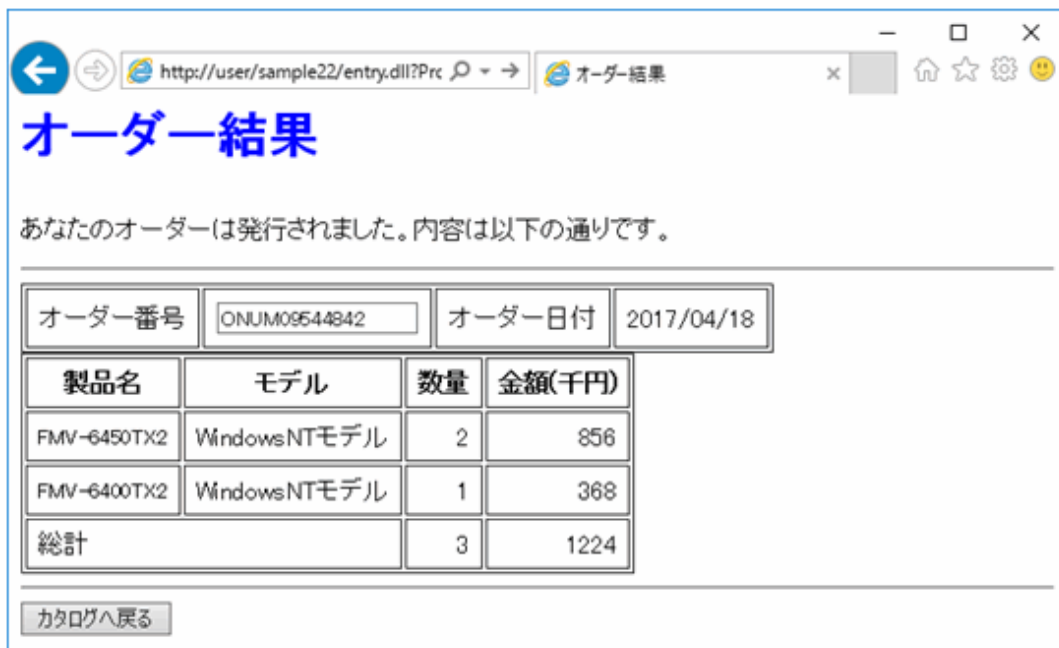 http://user/sample22/entry.dll?Prc
オーダー結果
オーダー結果
あなたのオーダーは発行されました。内容は以下の通りです。
オーダー番号 ONUM09544842 オーダー日付 2017/04/18
製品名 モデル 数量 金額(千円)
FMV-6450TX2 WindowsNTモデル 2 856
FMV-6400TX2 WindowsNTモデル 1 368
総計 3 1224
カタログへ戻る